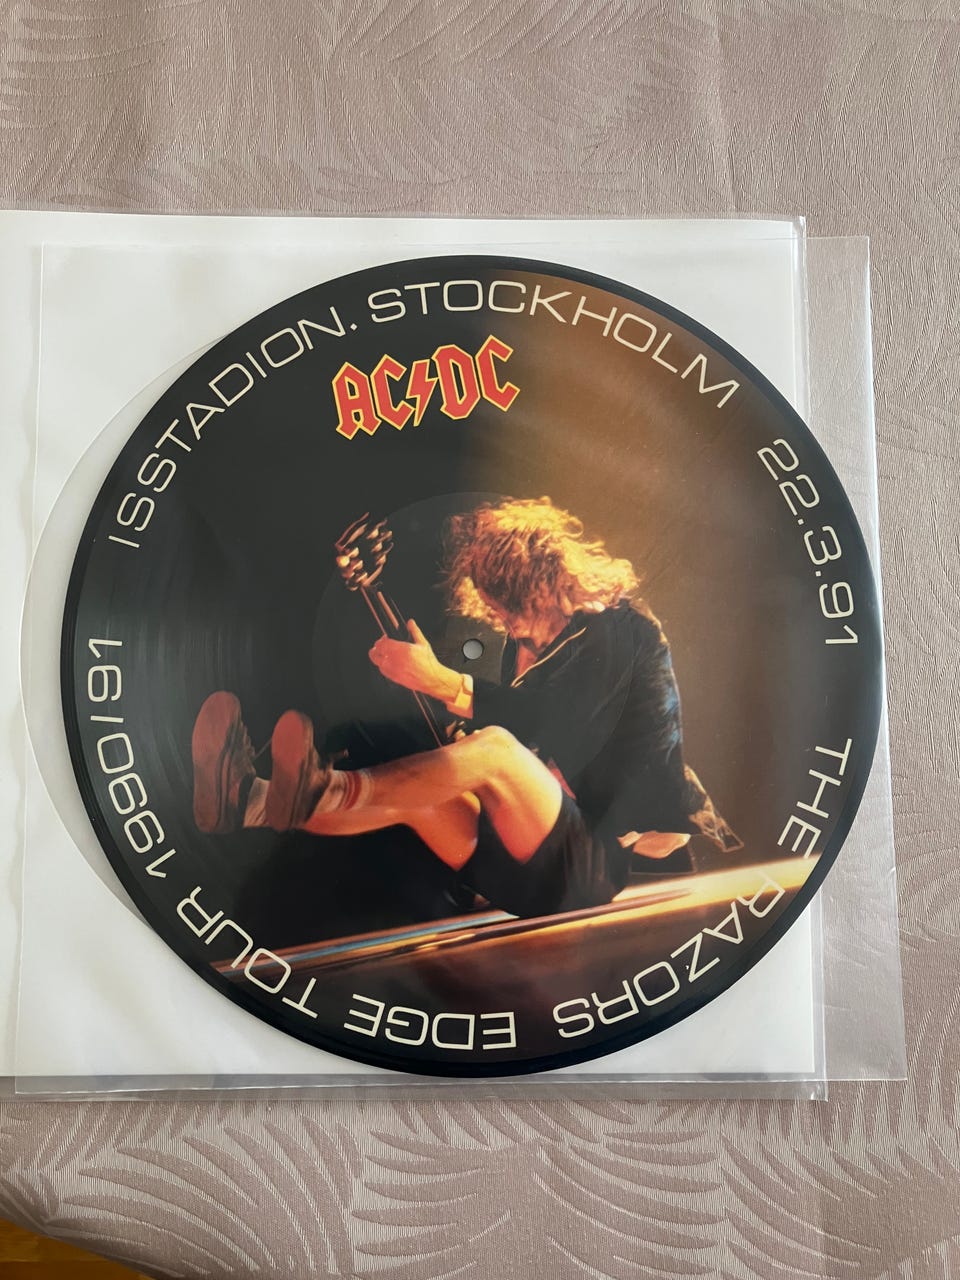 ISSTADION. STOCKHOLM 22.3.91
THE RAZORS EDGE TOUR 1990/91
AC/DC